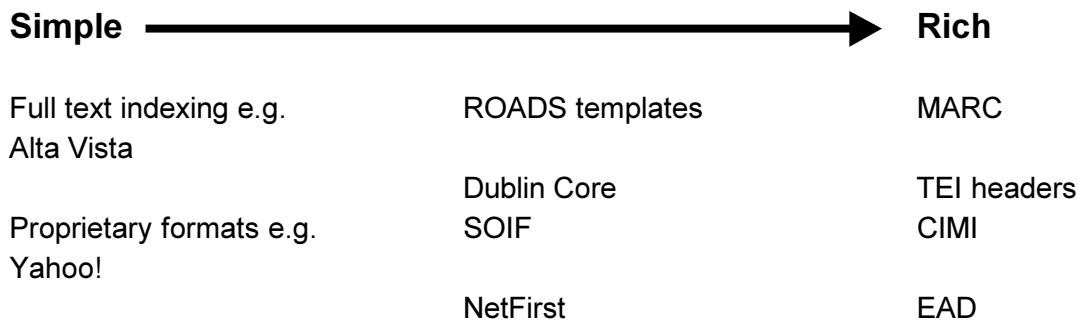 Simple Rich
Full text indexing e.g. ROADS templates MARC
Alta Vista
Dublin Core TEI headers
Proprietary formats e.g. SOIF CIMI
Yahoo!
NetFirst EAD